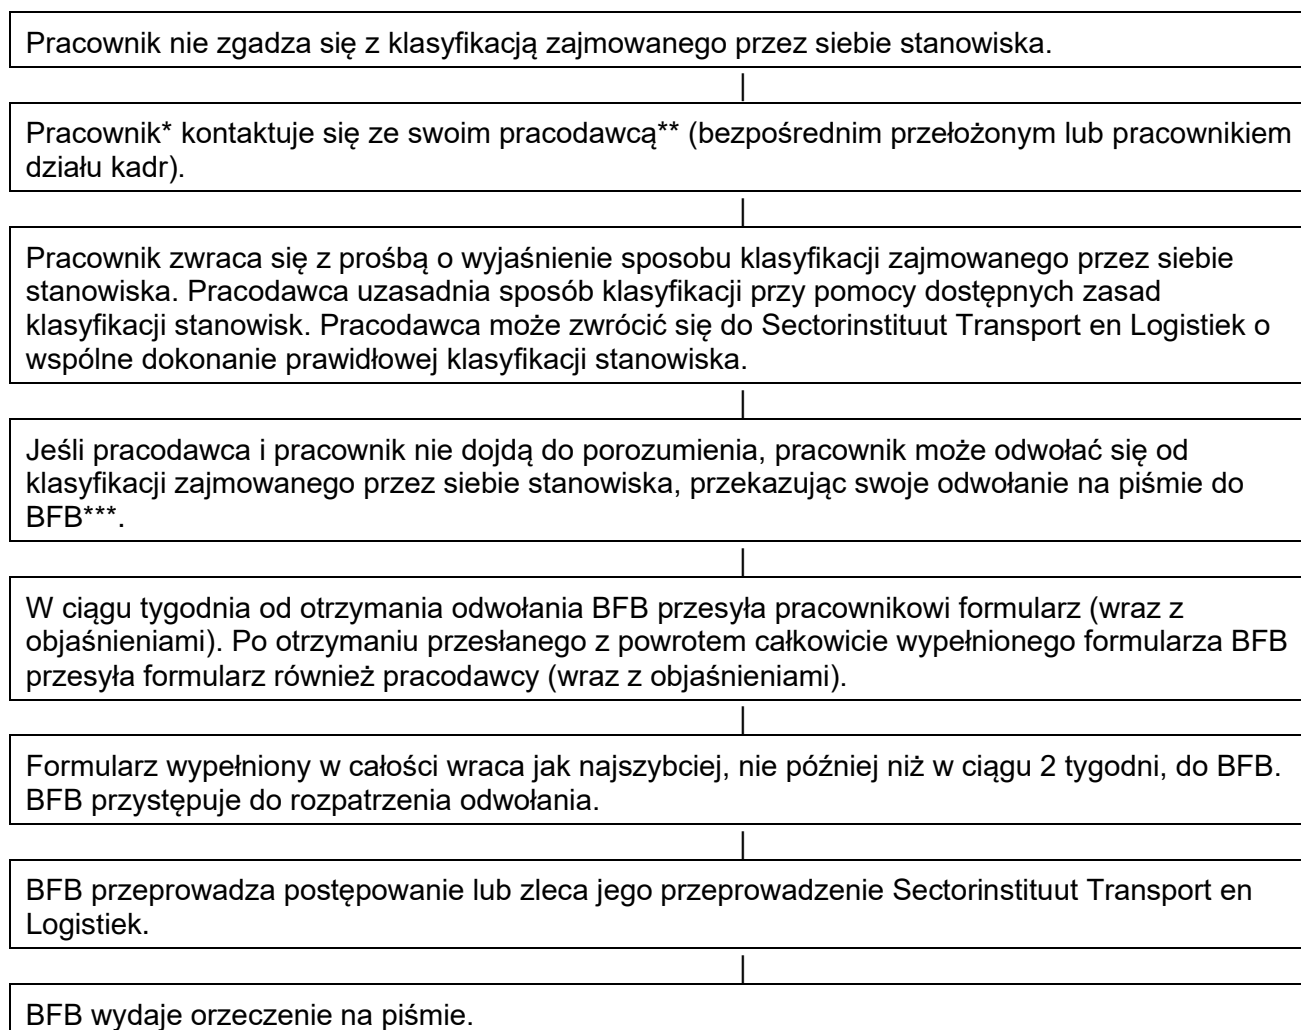 Pracownik nie zgadza się z klasyfikacją zajmowanego przez siebie stanowiska.
Pracownik* kontaktuje się ze swoim pracodawcą** (bezpośrednim przełożonym lub pracownikiem
działu kadr).
Pracownik zwraca się z prośbą o wyjaśnienie sposobu klasyfikacji zajmowanego przez siebie
stanowiska. Pracodawca uzasadnia sposób klasyfikacji przy pomocy dostępnych zasad
klasyfikacji stanowisk. Pracodawca może zwrócić się do Sectorinstituut Transport en Logistiek o
wspólne dokonanie prawidłowej klasyfikacji stanowiska.
Jeśli pracodawca i pracownik nie dojdą do porozumienia, pracownik może odwołać się od
klasyfikacji zajmowanego przez siebie stanowiska, przekazując swoje odwołanie na piśmie do
BFB***.
W ciągu tygodnia od otrzymania odwołania BFB przesyła pracownikowi formularz (wraz z
objaśnieniami). Po otrzymaniu przesłanego z powrotem całkowicie wypełnionego formularza BFB
przesyła formularz również pracodawcy (wraz z objaśnieniami).
Formularz wypełniony w całości wraca jak najszybciej, nie później niż w ciągu 2 tygodni, do BFB.
BFB przystępuje do rozpatrzenia odwołania.
BFB przeprowadza postępowanie lub zleca jego przeprowadzenie Sectorinstituut Transport en
Logistiek.
BFB wydaje orzeczenie na piśmie.